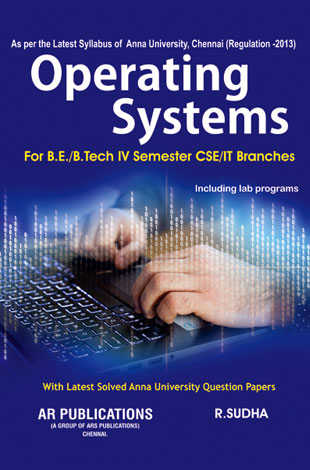 As per the Latest Syllabus of Anna University, Chennai (Regulation -2013)
Operating
Systems
For B.E./B.Tech IV Semester CSE/IT Branches
Including lab programs
With Latest Solved Anna University Question Papers
AR PUBLICATIONS
R.SUDHA
(A GROUP OF ARS PUBLICATIONS)
CHENNAI.